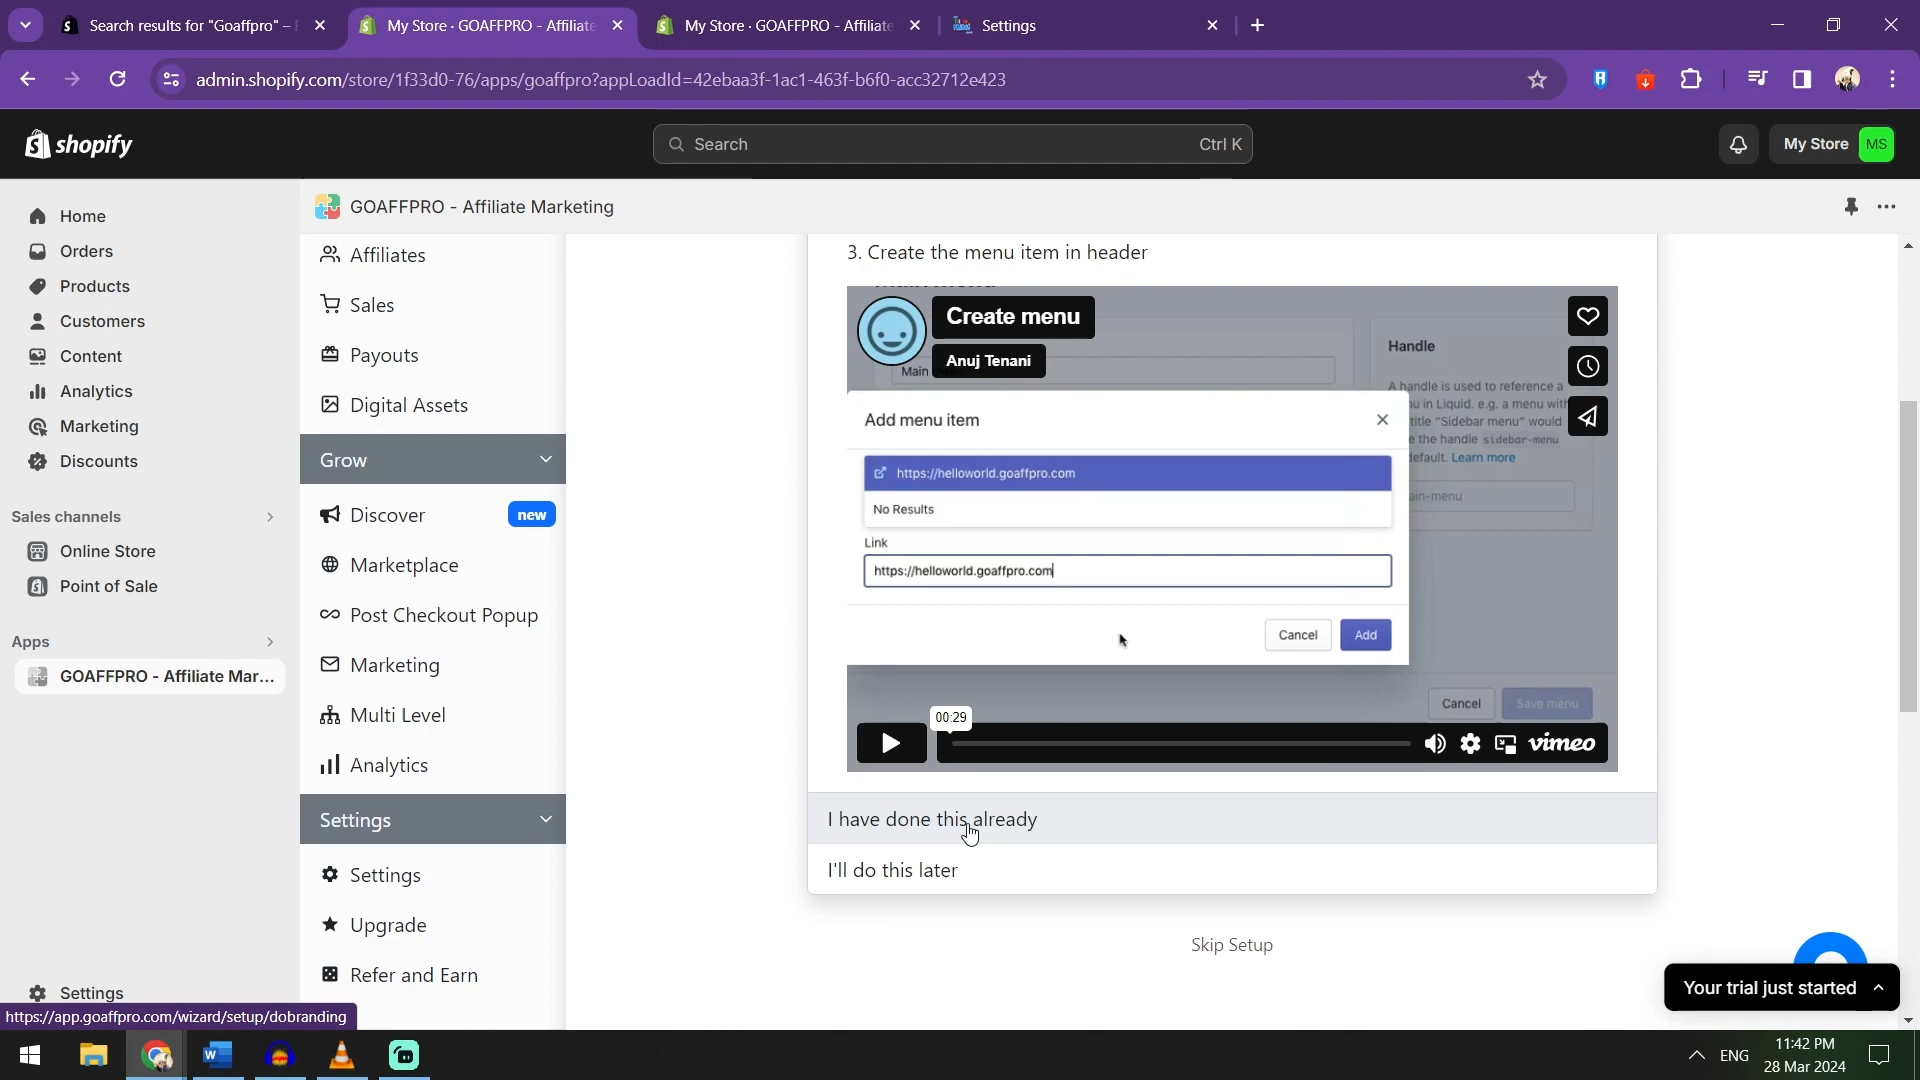 Search results for "Goaffpro" –
My Store · GOAFFPRO - Affiliate
My Store · GOAFFPRO - Affiliate
Settings
admin.shopify.com/store/1f33d0-76/apps/goaffpro?appLoadId=42ebaa3f-1ac1-463f-b6f0-acc32712e423
shopify
Search
Ctrl K
My Store
MS
GOAFFPRO - Affiliate Marketing
Home
Orders
Products
Customers
Content
Analytics
Marketing
Discounts
Sales channels
Online Store
Point of Sale
Apps
GOAFFPRO - Affiliate Mar...
Settings
Affiliates
Sales
Payouts
Digital Assets
Grow
Discover
new
Marketplace
Post Checkout Popup
Marketing
Multi Level
Analytics
Settings
Settings
Upgrade
Refer and Earn
3. Create the menu item in header
Create menu
Anuj Tenani
Main
Handle
A handle is used to reference a
in Liquid. e.g. a menu with
title "Sidebar menu" would
the handle sidebar-menu
default. Learn more
Add menu item
https://helloworld.goaffpro.com
No Results
Link
https://helloworld.goaffpro.com
Cancel
Add
Cancel
Save menu
00:29
vimeo
I have done this already
I'll do this later
Skip Setup
Your trial just started
https://app.goaffpro.com/wizard/setup/dobranding
ENG
11:42 PM
28 Mar 2024